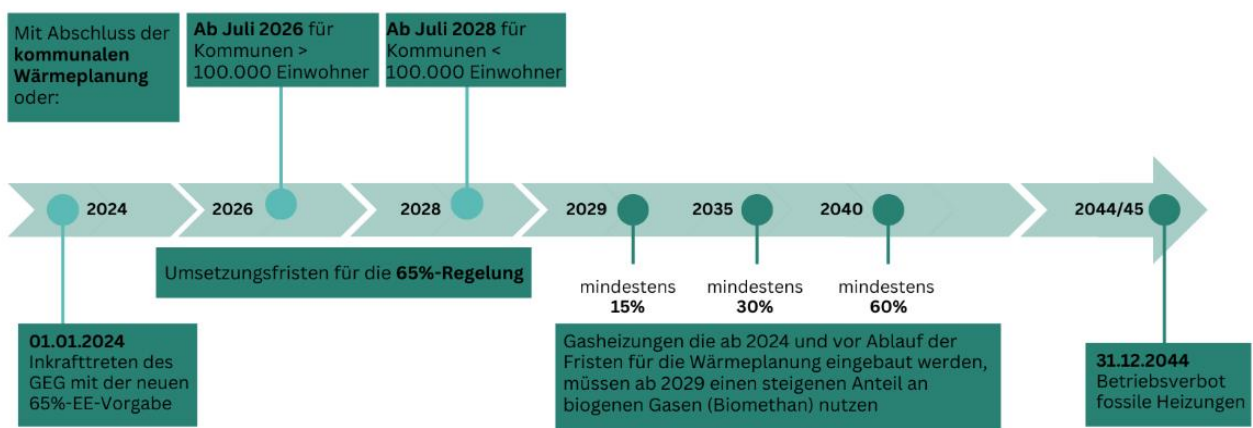 Mit Abschluss der
kommunalen
Wärmeplanung
oder:
Ab Juli 2026 für
Kommunen >
100.000 Einwohner
Ab Juli 2028 für
Kommunen <
100.000 Einwohner
2024
2026
2028
2029
2035
2040
2044/45
Umsetzungsfristen für die 65%-Regelung
mindestens
15%
mindestens
30%
mindestens
60%
01.01.2024
Inkrafttreten des
GEG mit der neuen
65%-EE-Vorgabe
Gasheizungen die ab 2024 und vor Ablauf der
Fristen für die Wärmeplanung eingebaut werden,
müssen ab 2029 einen steigenen Anteil an
biogenen Gasen (Biomethan) nutzen
31.12.2044
Betriebsverbot
fossile Heizungen